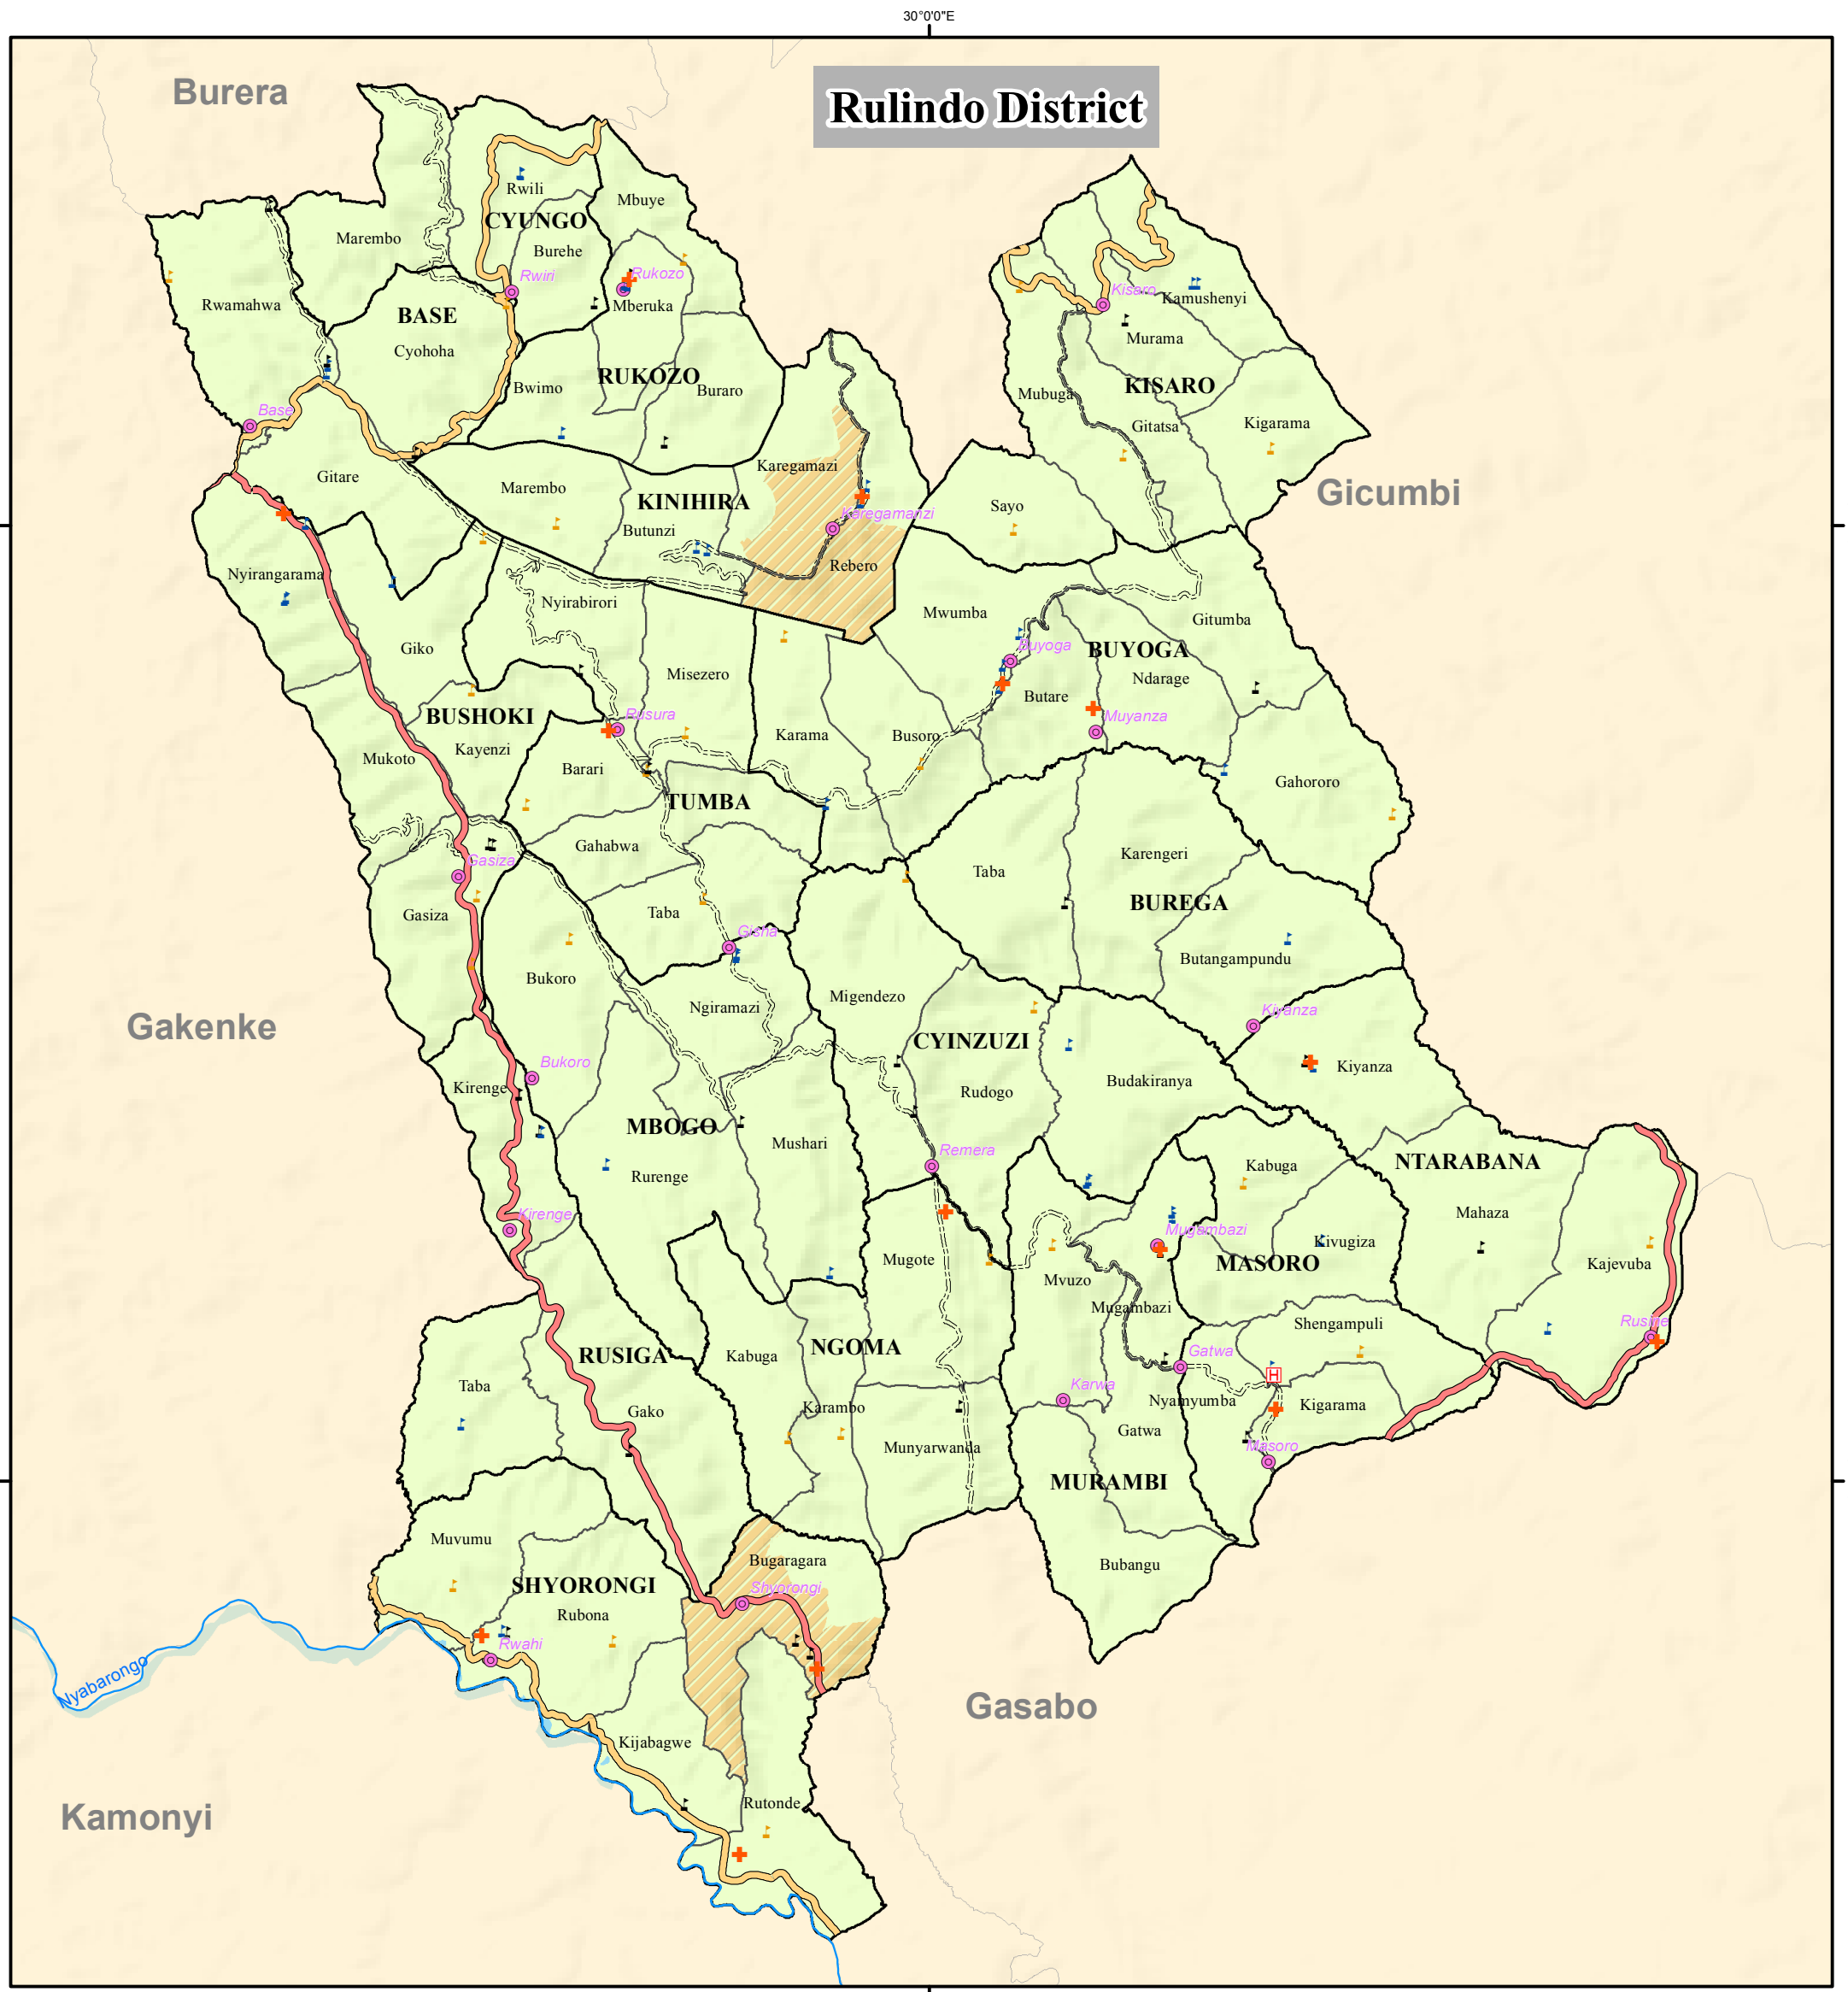 30°0'0"E
Rulindo District
Burera
Rwili
CYUNGO
Mbuye
Marembo
Burehe
Rwiri
Rukozo
Kisaro
Kamushenyi
Rwamahwa
BASE
Mberuka
Cyohoha
Murama
RUKOZO
KISARO
Bwimo
Buraro
Mubuga
Base
Gitatsa
Kigarama
Gitare
Karegamazi
Marembo
KINIHIRA
Gicumbi
Sayo
Karegamanzi
Butunzi
Rebero
Nyirangarama
Nyirabirori
Mwumba
Gitumba
Giko
Buyoga
BUYOGA
Misezero
Ndarage
Butare
BUSHOKI
Rusura
Muyanza
Kayenzi
Karama
Busoro
Mukoto
Barari
Gahororo
TUMBA
Gahabwa
Karengeri
Gasiza
Taba
BUREGA
Gasiza
Taba
Gisha
Butangampundu
Bukoro
Migendezo
Ngiramazi
Kiyanza
Gakenke
CYINZUZI
Bukoro
Kiyanza
Kirenge
Budakiranya
Rudogo
MBOGO
Mushari
Remera
NTARABANA
Kabuga
Rurenge
Kirenge
Mahaza
Mugambazi
Kivugiza
Mugote
MASORO
Kajevuba
Mvuzo
Mugambazi
Rusine
Shengampuli
NGOMA
Gatwa
RUSIGA
Kabuga
Taba
Karwa
Nyamyumba
Kigarama
Gako
Karambo
Gatwa
Masoro
Munyarwanda
MURAMBI
Muvumu
Bugaragara
Bubangu
SHYORONGI
Shyorongi
Rubona
Rwahi
Nyabarongo
Gasabo
Kijabagwe
Kamonyi
Rutonde
H